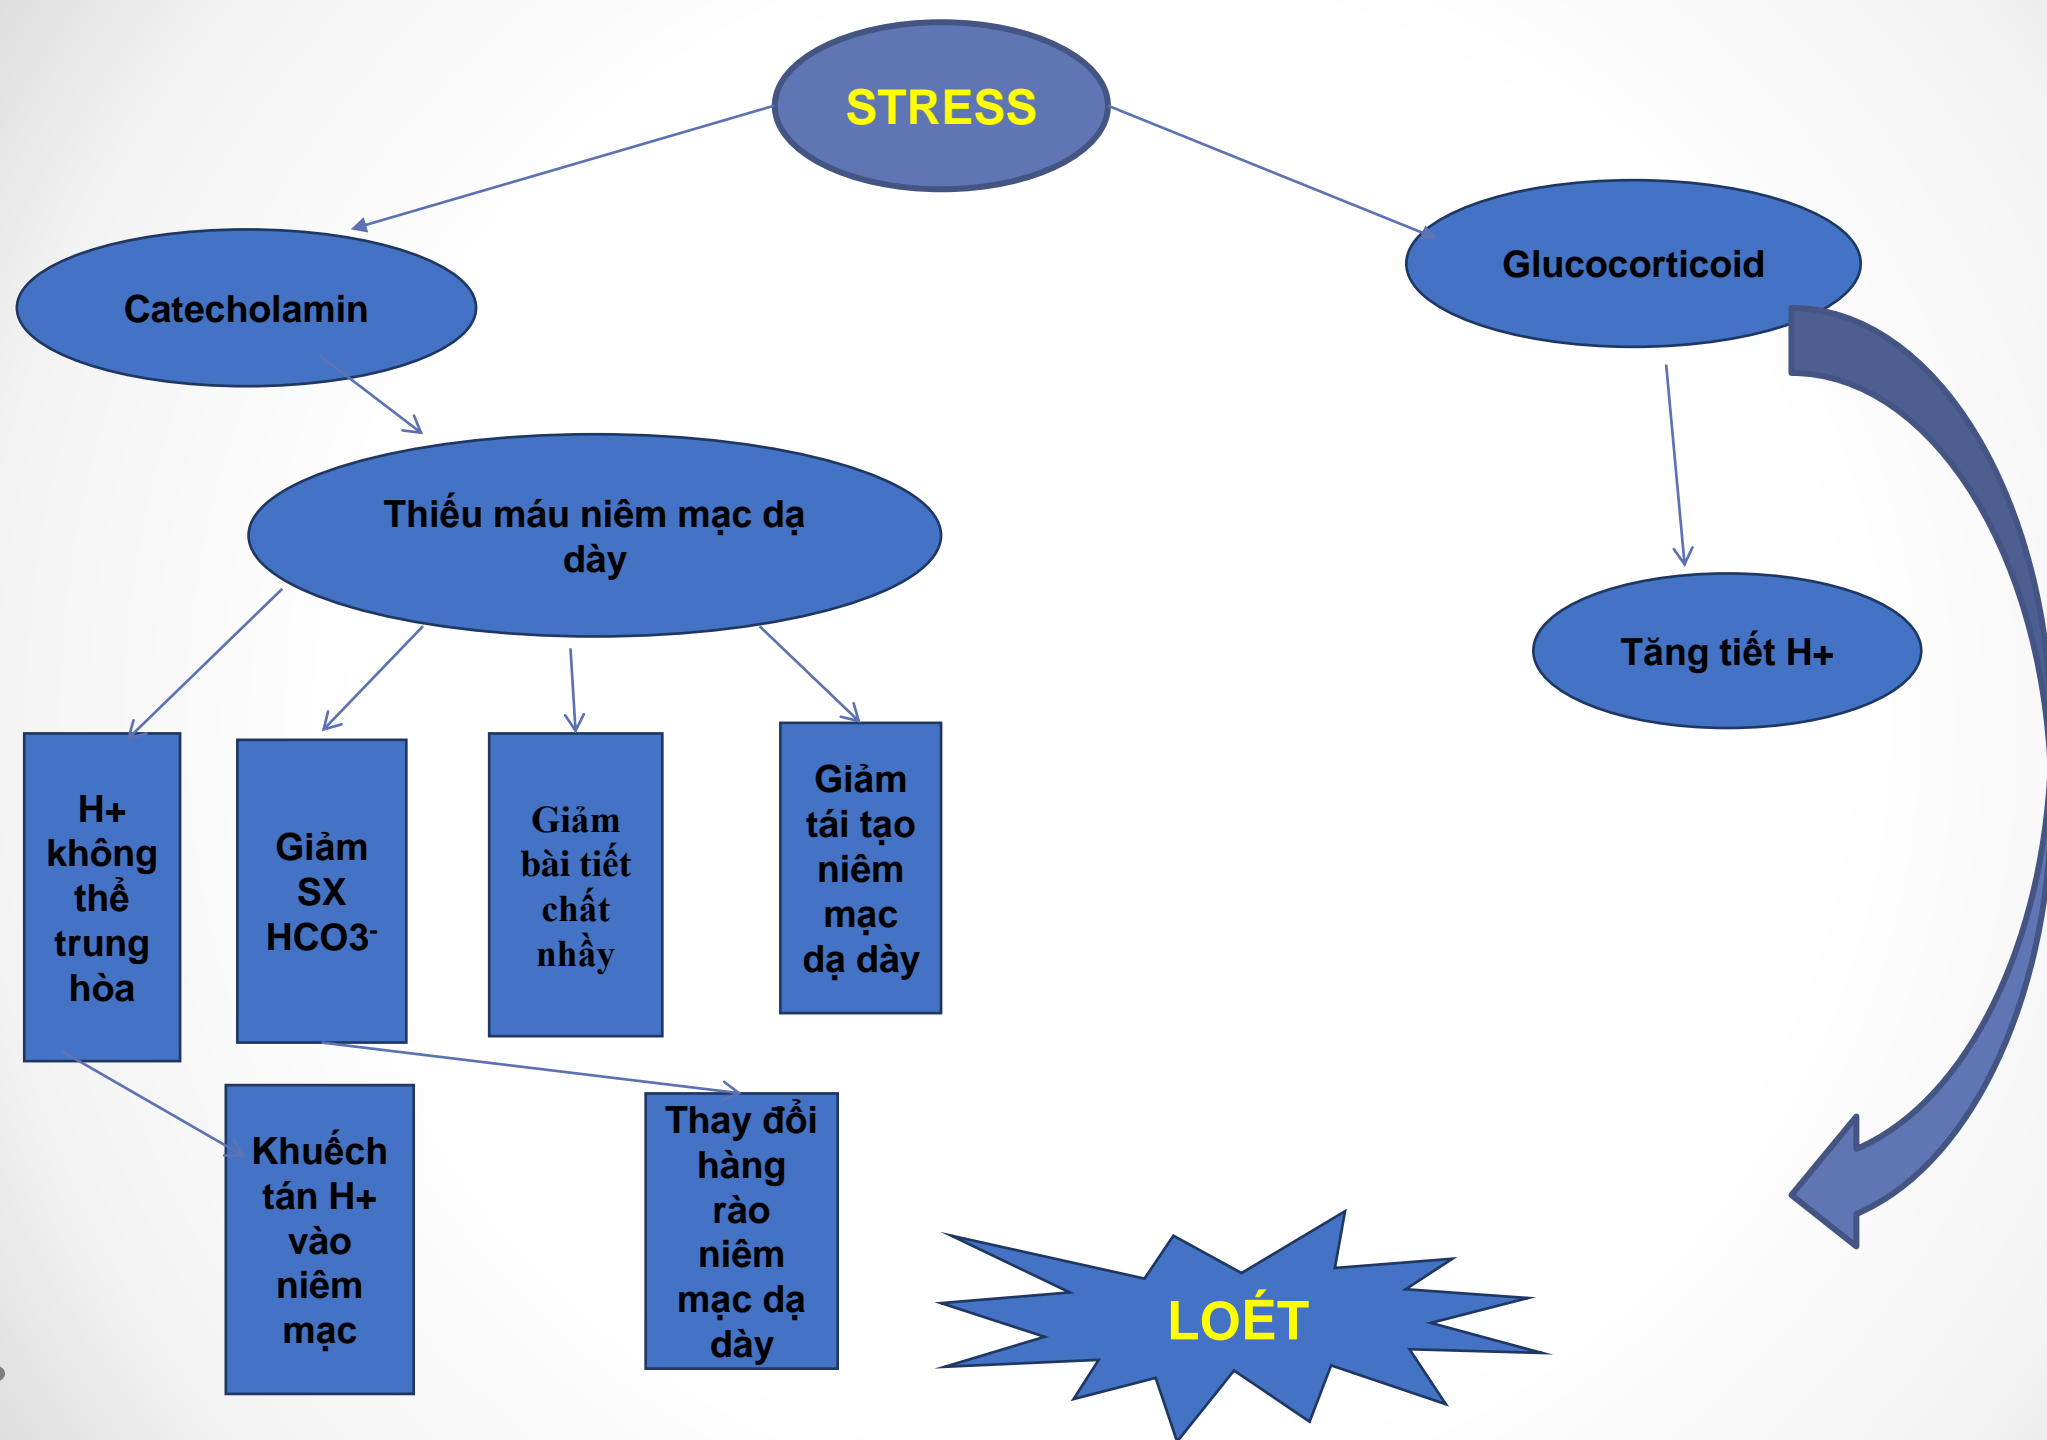 STRESS
Glucocorticoid
Catecholamin
Thiếu máu niêm mạc dạ
dày
Tăng tiết H+
H+
không
thể
trung
hòa
Giảm
SX
HCO3-
Giảm
bài tiết
chất
nhầy
Giảm
tái tạo
niêm
mạc
dạ dày
Khuếch
tán H+
vào
niêm
mạc
Thay đổi
hàng
rào
niêm
mạc dạ
dày
LOÉT